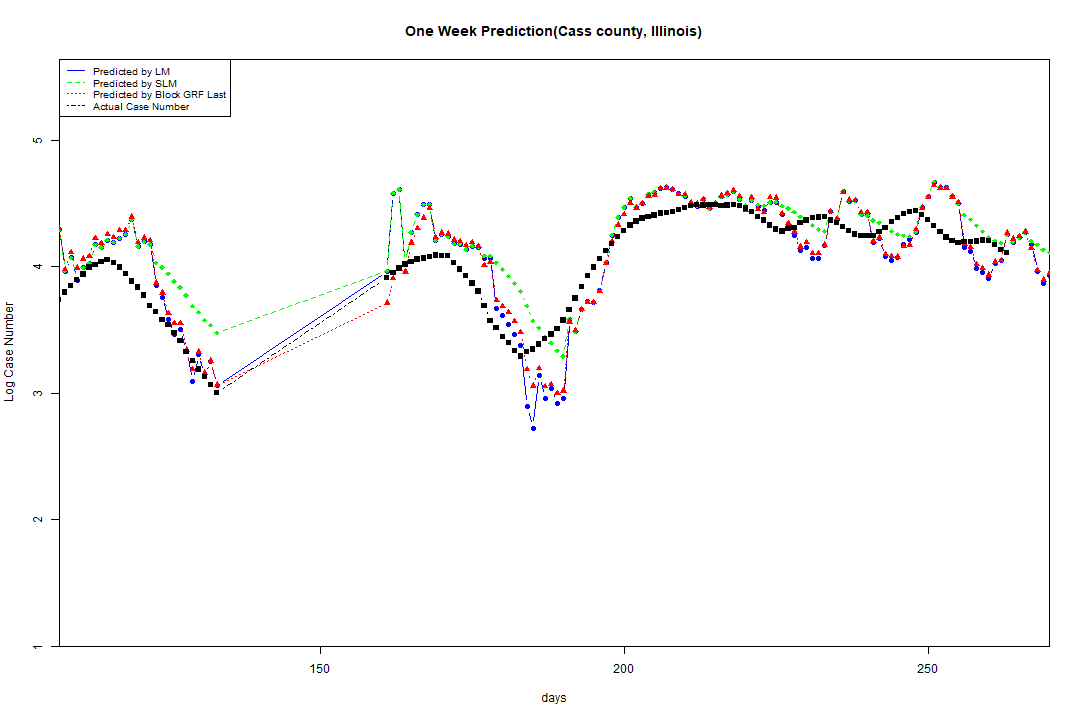 One Week Prediction(Cass county, Illinois)
Predicted by LM
Predicted by SLM
Predicted by Block GRF Last
Actual Case Number
5
4
3
2
1
Log Case Number
150
200
250
days